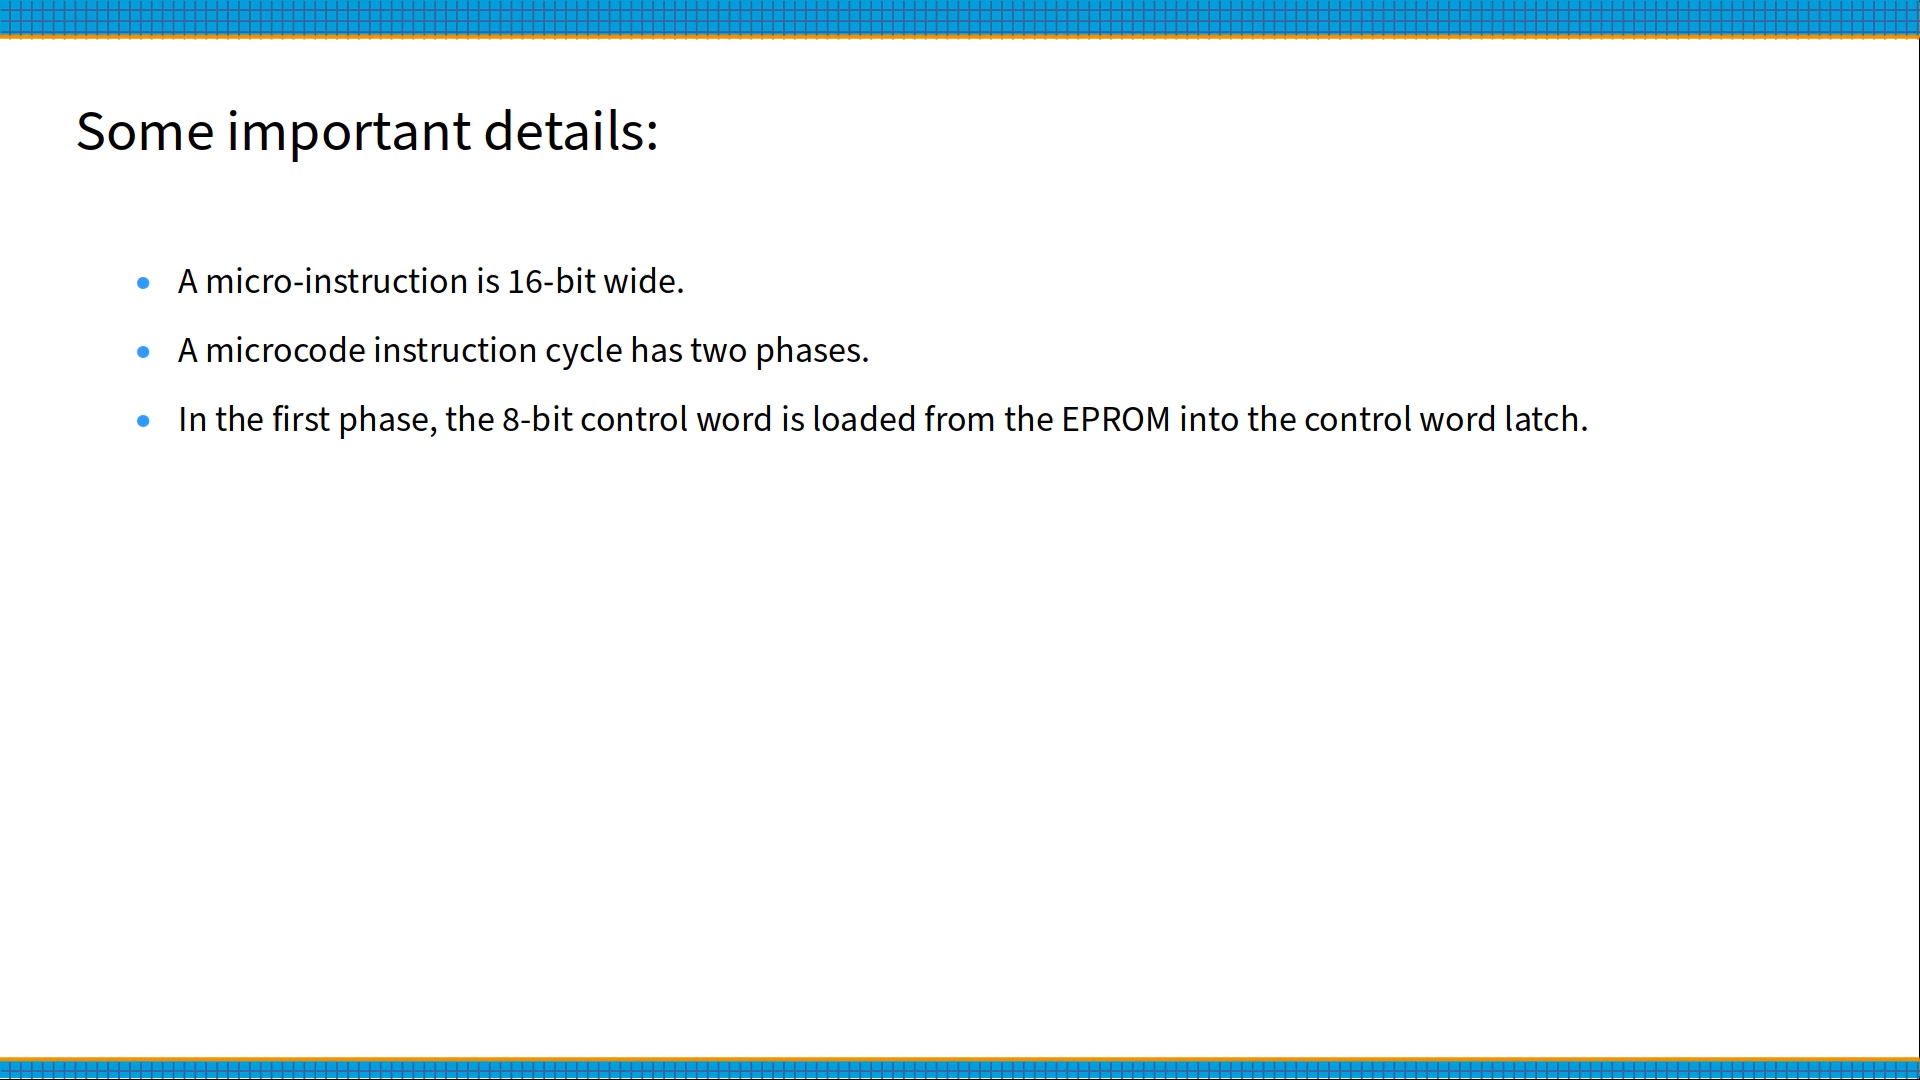 Some important details:
A micro-instruction is 16-bit wide.
A microcode instruction cycle has two phases.
In the first phase, the 8-bit control word is loaded from the EPROM into the control word latch.